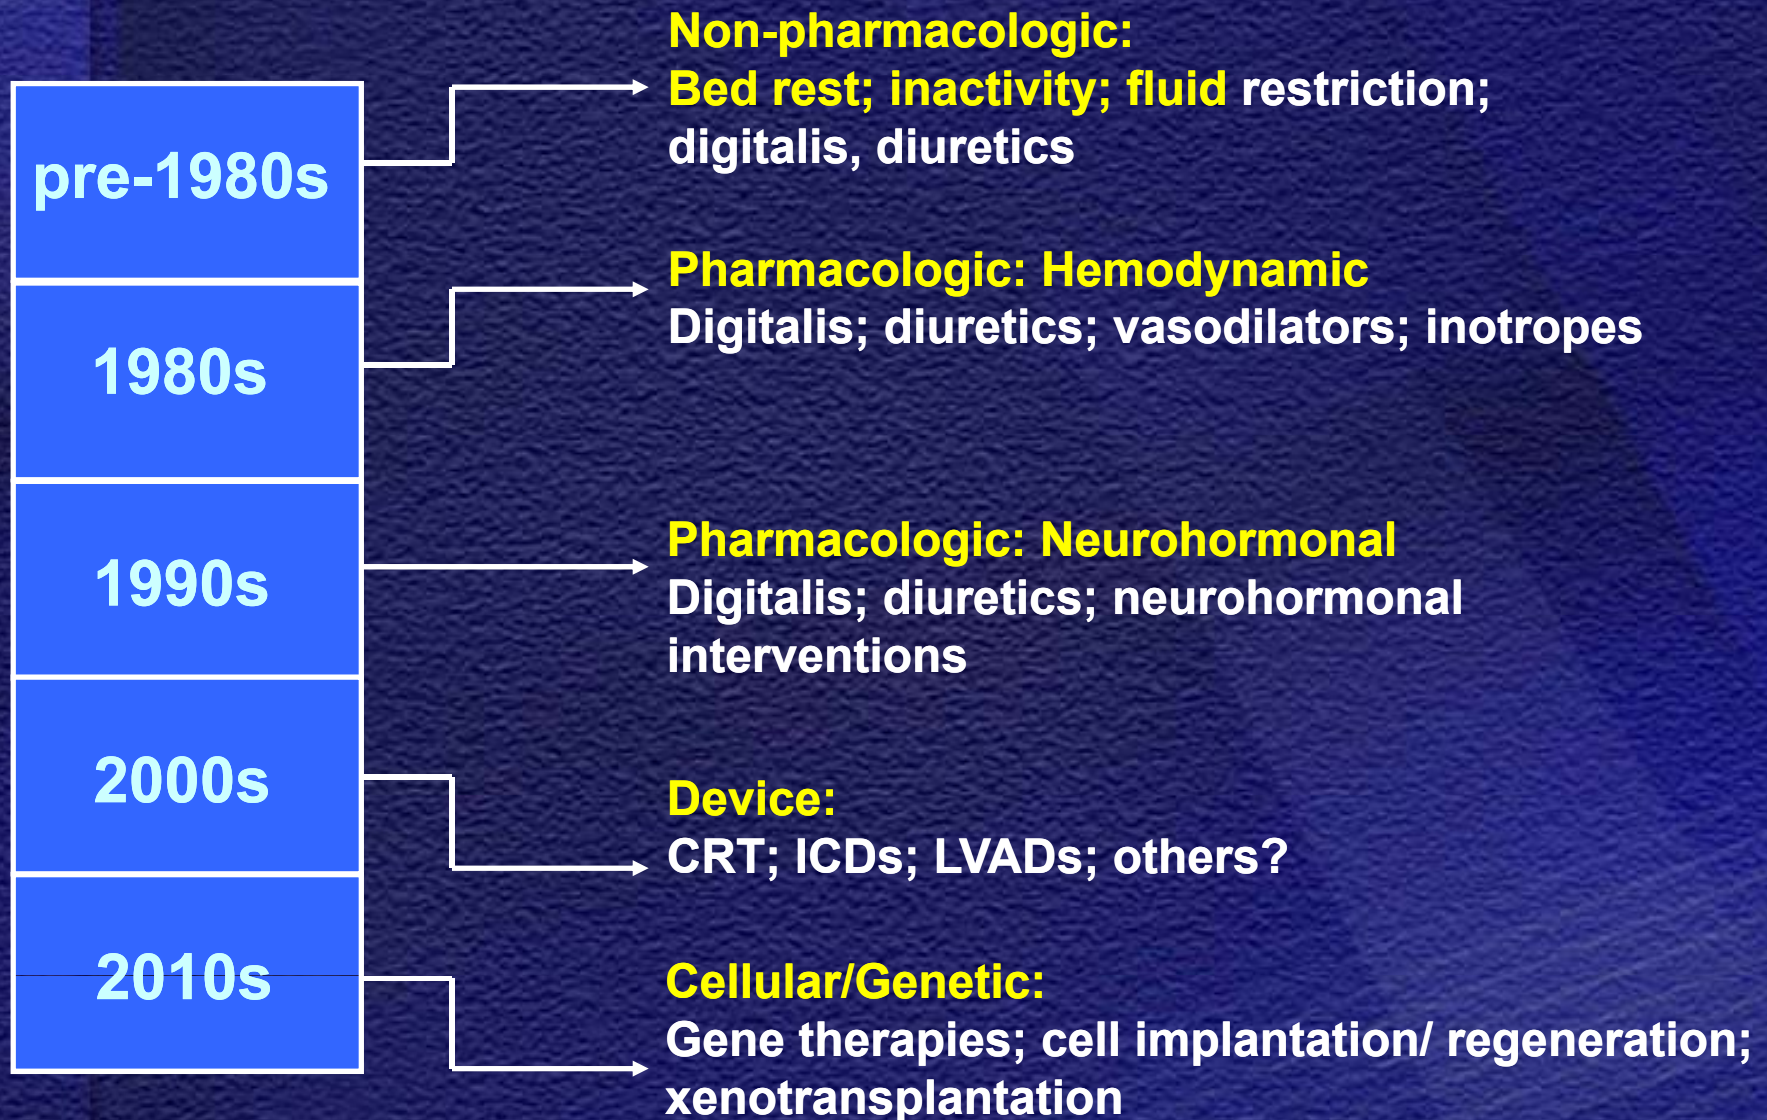 Non-pharmacologic:
Bed rest; inactivity; fluid restriction;
digitalis, diuretics
pre-1980s
Pharmacologic: Hemodynamic
Digitalis; diuretics; vasodilators; inotropes
1980s
Pharmacologic: Neurohormonal
Digitalis; diuretics; neurohormonal
interventions
1990s
Device:
CRT; ICDs; LVADs; others?
2000s
Cellular/Genetic:
Gene therapies; cell implantation/ regeneration;
xenotransplantation
2010s